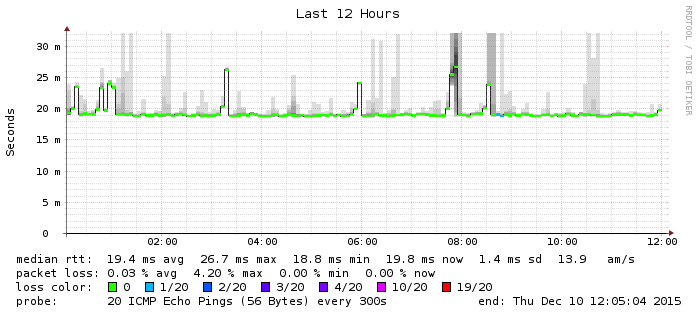 Last 12 Hours
RRDTOOL / TOBI OETIKER
Seconds
30 m
25 m
20 m
15 m
10 m
5 m
0
02:00 04:00 06:00 08:00 10:00 12:00
median rtt: 19.4 ms avg 26.7 ms max 18.8 ms min 19.8 ms now 1.4 ms sd 13.9 am/s
packet loss: 0.03 % avg 4.20 % max 0.00 % min 0.00 % now
loss color: 0 1/20 2/20 3/20 4/20 10/20 19/20
probe: 20 ICMP Echo Pings (56 Bytes) every 300s end: Thu Dec 10 12:05:04 2015